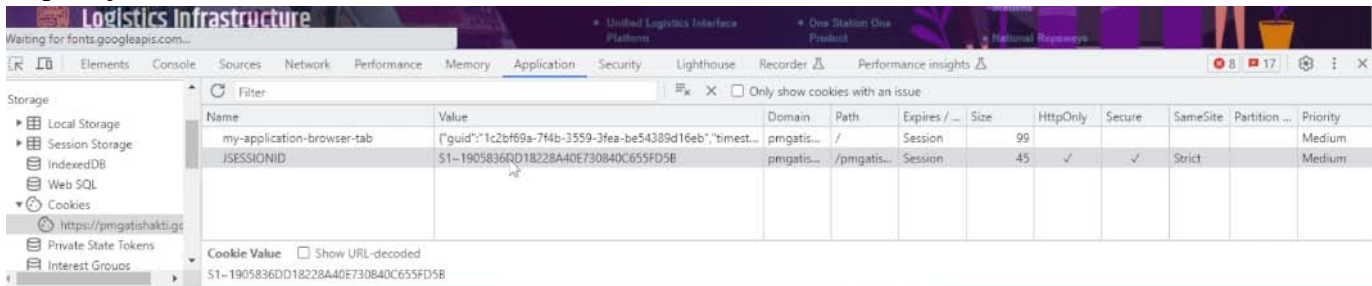 Logistics Infrastructure
Unified Logistics Interface
Platform
One Station One
Product
National Ropeways
Waiting for fonts.googleapis.com...
Elements Console Sources Network Performance Memory Application Security Lighthouse Recorder Performance insights 8 17
Storage
Filter
Only show cookies with an issue
Local Storage
Session Storage
IndexedDB
Web SQL
Cookies
https://pmgatishakti.gc
Private State Tokens
Interest Groups
Name Value Domain Path Expires / ... Size HttpOnly Secure SameSite Partition ... Priority
my-application-browser-tab {"guid":"1c2bf69a-7f4b-3559-3fea-be54389d16eb","timest... pmgatis... / Session 99 Medium
JSESSIONID S1~1905836DD18228A40E730840C655FD5B pmgatis... /pmgatis... Session 45 ✓ ✓ Strict Medium
Cookie Value Show URL-decoded
S1~1905836DD18228A40E730840C655FD5B